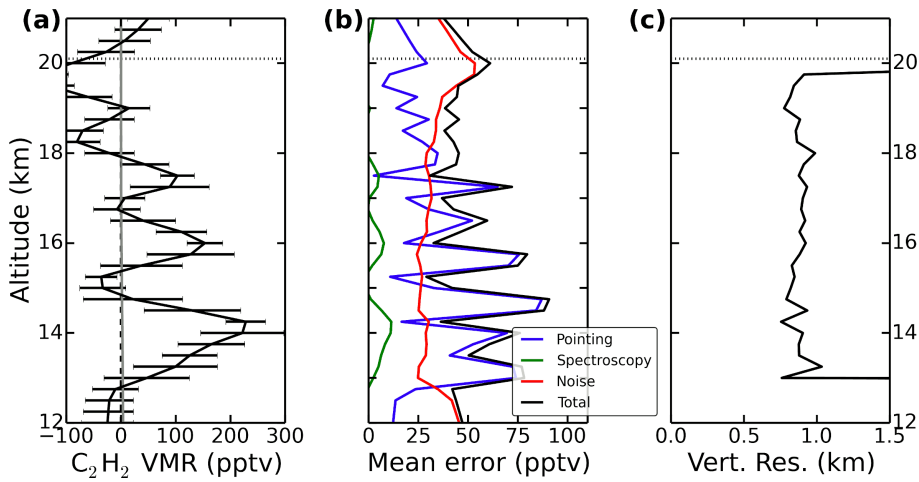 (a)
(b)
(c)
Altitude (km)
20
18
16
14
12
−100
0
100
200
300
C₂H₂ VMR (pptv)
0
25
50
75
100
Mean error (pptv)
Pointing
Spectroscopy
Noise
Total
20
18
16
14
12
0.0
0.5
1.0
1.5
Vert. Res. (km)